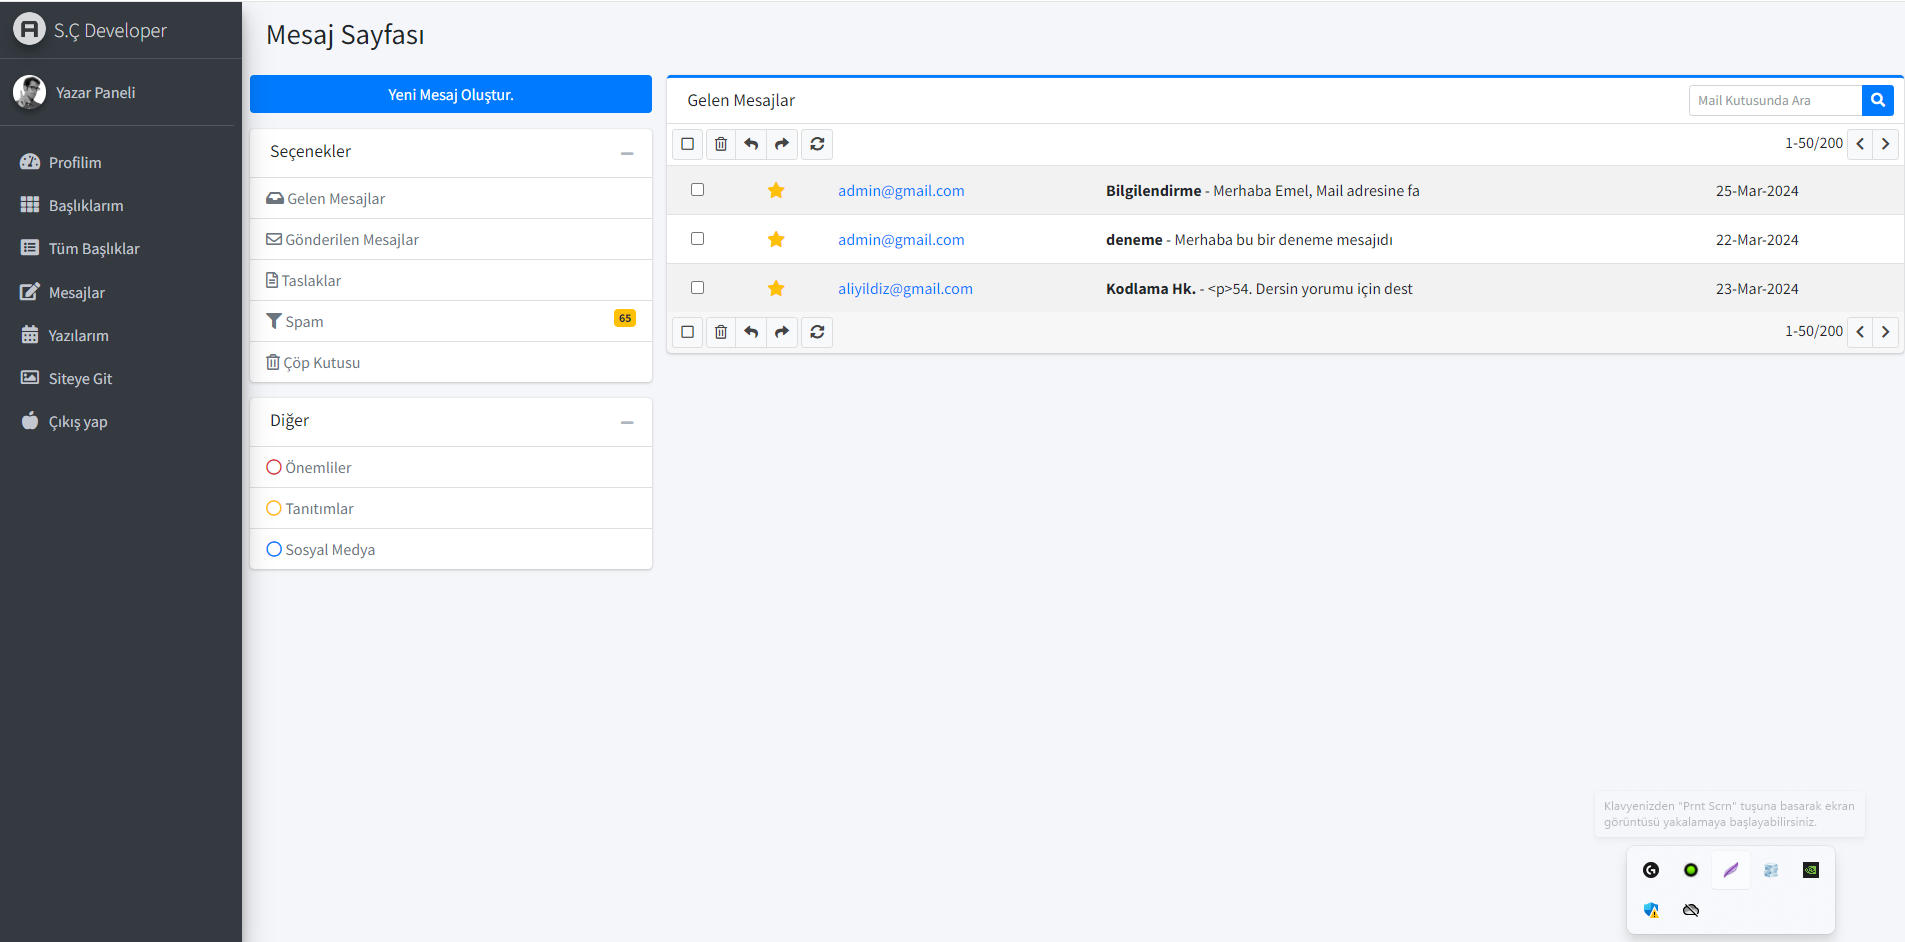 S.Ç Developer
Yazar Paneli
Profilim
Başlıklarım
Tüm Başlıklar
Mesajlar
Yazılarım
Siteye Git
Çıkış yap
Mesaj Sayfası
Yeni Mesaj Oluştur.
Seçenekler
Gelen Mesajlar
Gönderilen Mesajlar
Taslaklar
Spam 65
Çöp Kutusu
Diğer
Önemliler
Tanıtımlar
Sosyal Medya
Gelen Mesajlar
Mail Kutusunda Ara
1-50/200
admin@gmail.com Bilgilendirme - Merhaba Emel, Mail adresine fa 25-Mar-2024
admin@gmail.com deneme - Merhaba bu bir deneme mesajıdı 22-Mar-2024
aliyildiz@gmail.com Kodlama Hk. - <p>54. Dersin yorumu için dest 23-Mar-2024
1-50/200
Klavyenizden "Prnt Scrn" tuşuna basarak ekran
görüntüsü yakalamaya başlayabilirsiniz.